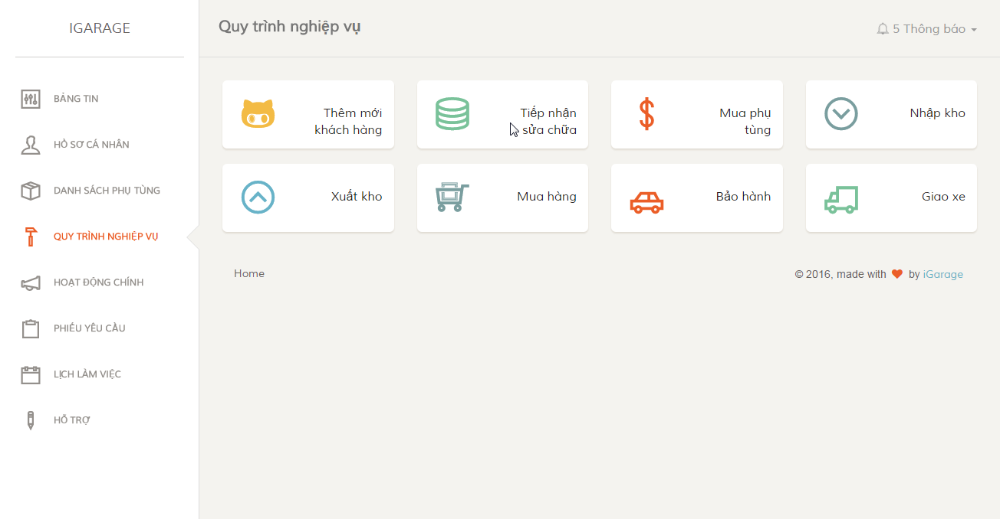 IGARAGE
BẢNG TIN
HỒ SƠ CÁ NHÂN
DANH SÁCH PHỤ TÙNG
QUY TRÌNH NGHIỆP VỤ
HOẠT ĐỘNG CHÍNH
PHIẾU YÊU CẦU
LỊCH LÀM VIỆC
HỖ TRỢ
Quy trình nghiệp vụ
5 Thông báo
Thêm mới
khách hàng
Tiếp nhận
sửa chữa
Mua phụ
tùng
Nhập kho
Xuất kho
Mua hàng
Bảo hành
Giao xe
Home
© 2016, made with ❤ by iGarage